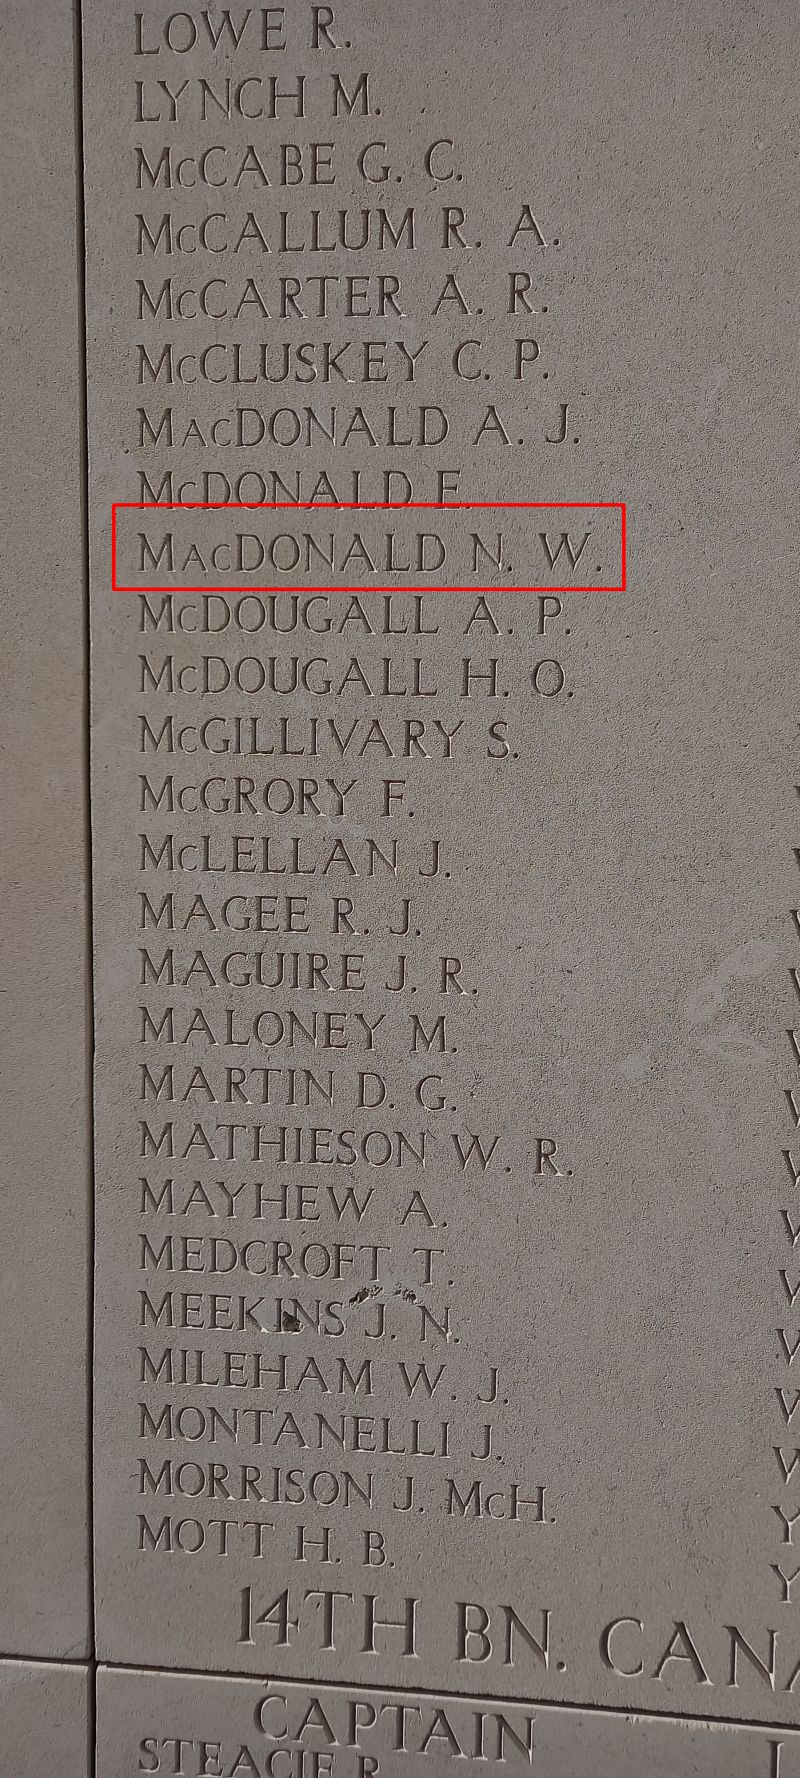 LOWE R.
LYNCH M.
McCABE G. C.
McCALLUM R. A.
McCARTER A. R.
McCLUSKEY C. P.
MacDONALD A. J.
McDONALD E.
MacDONALD N. W.
McDOUGALL A. P.
McDOUGALL H. O.
McGILLIVARY S.
McGRORY F.
McLELLAN J.
MAGEE R. J.
MAGUIRE J. R.
MALONEY M.
MARTIN D. G.
MATHIESON W. R.
MAYHEW A.
MEDCROFT T.
MEEKINS J. N.
MILEHAM W. J.
MONTANELLI J.
MORRISON J. McH.
MOTT H. B.
14TH BN.
CAPTAIN
STEACIE R